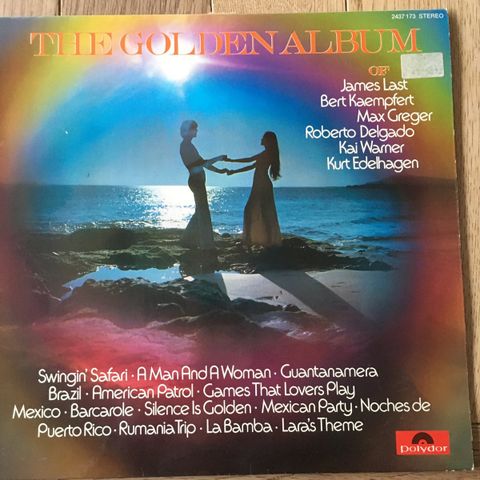 2437 173 STEREO
THE GOLDEN ALBUM
OF
James Last
Bert Kaempfert
Max Greger
Roberto Delgado
Kai Warner
Kurt Edelhagen
Swingin' Safari · A Man And A Woman · Guantanamera
Brazil · American Patrol · Games That Lovers Play
Mexico · Barcarole · Silence Is Golden · Mexican Party · Noches de
Puerto Rico · Rumania Trip · La Bamba · Lara's Theme
polydor